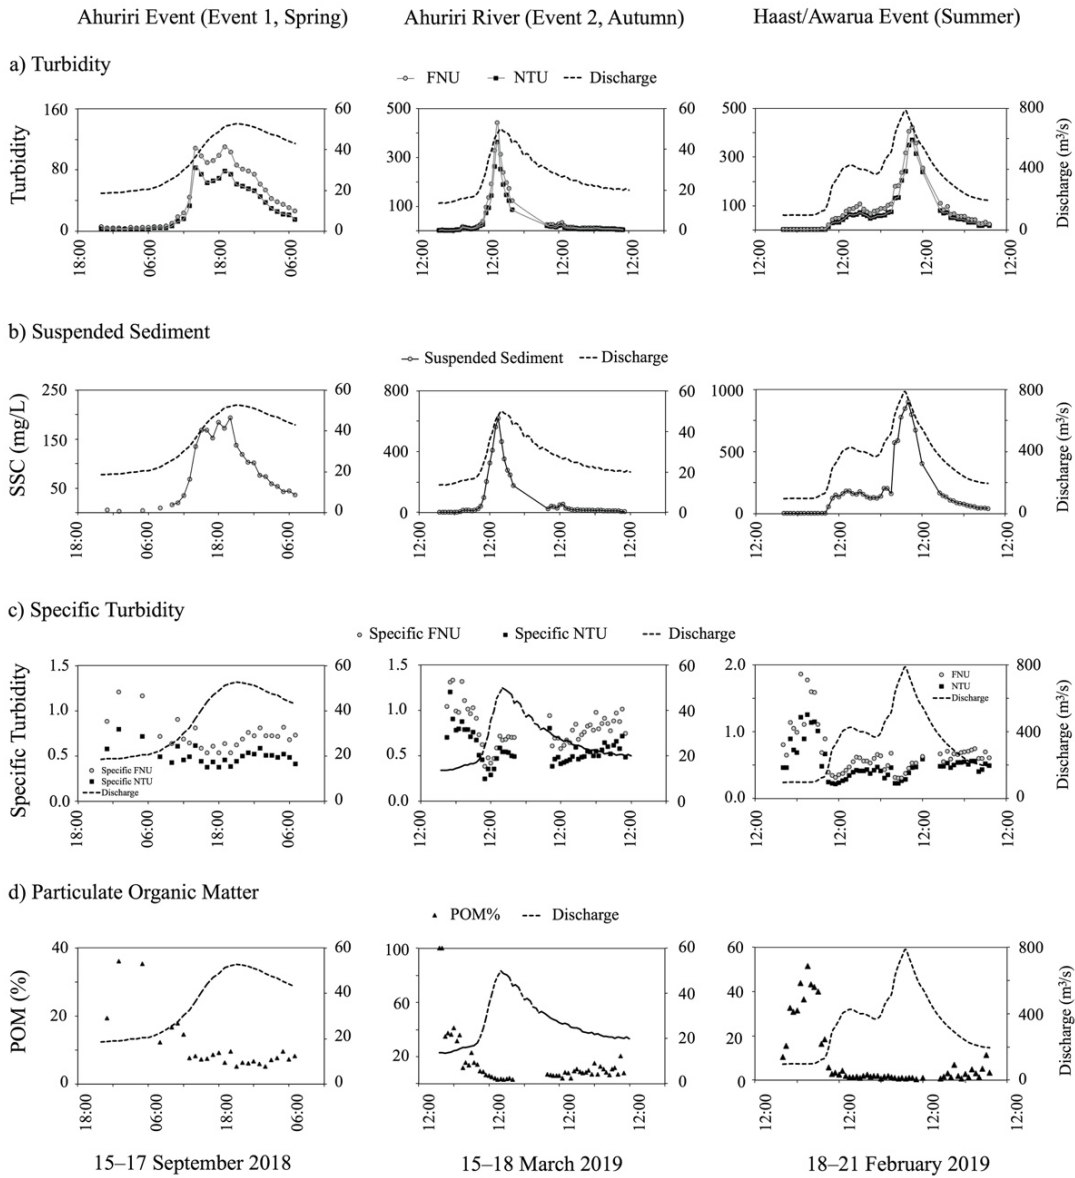 Ahuriri Event (Event 1, Spring) Ahuriri River (Event 2, Autumn) Haast/Awarua Event (Summer)
a) Turbidity
FNU NTU Discharge
160 60 500 60 500 800
Turbidity
120 40 300 40 300 600
80 20 100 20 100 400
0 0 0 0 0 200
0
Discharge (m³/s)
18:00 06:00 18:00 06:00 12:00 12:00 12:00 12:00 12:00 12:00 12:00
b) Suspended Sediment
Suspended Sediment Discharge
SSC (mg/L)
250 60 800 60 1000 800
150 40 400 40 500 400
50 20 0 20 0 0
0 0
Discharge (m³/s)
18:00 06:00 18:00 06:00 12:00 12:00 12:00 12:00 12:00 12:00 12:00
c) Specific Turbidity
Specific FNU Specific NTU Discharge
Specific Turbidity
1.5 60 1.5 60 2.0 800
FNU
NTU
Discharge
1.0 40 1.0 40 1.0 400
0.5 20 0.5 20
Specific FNU
Specific NTU
Discharge
0.0 0 0.0 0 0.0 0
Discharge (m³/s)
18:00 06:00 18:00 06:00 12:00 12:00 12:00 12:00 12:00 12:00 12:00
d) Particulate Organic Matter
POM% Discharge
POM (%)
40 60 100 60 60 800
20 40 60 40 40 400
0 20 20 20 20 0
0 0 0
Discharge (m³/s)
18:00 06:00 18:00 06:00 12:00 12:00 12:00 12:00 12:00 12:00 12:00
15–17 September 2018 15–18 March 2019 18–21 February 2019